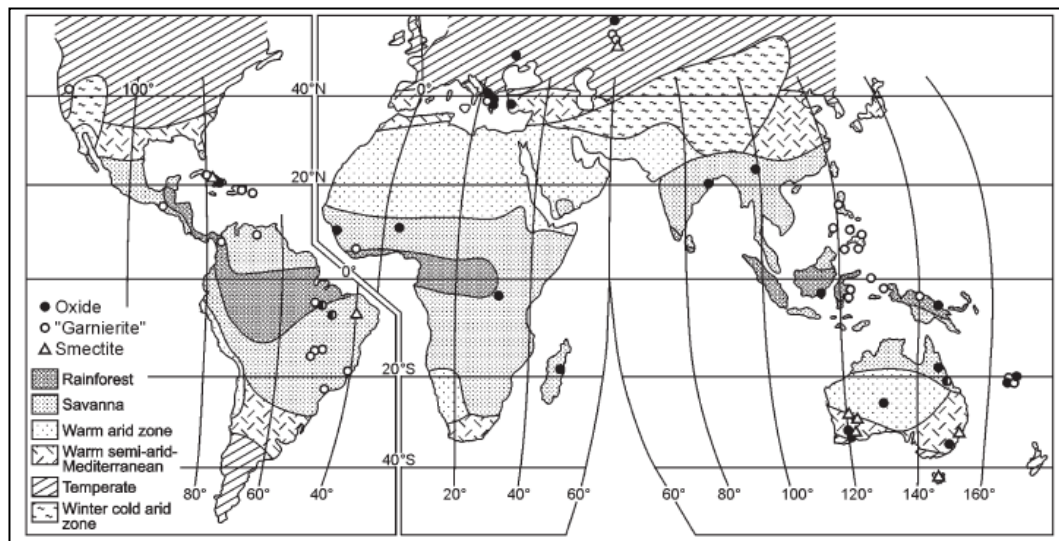 100°
0°
40°N
20°N
0°
Oxide
"Garnierite"
Smectite
Rainforest
Savanna
Warm arid zone
Warm semi-arid-
Mediterranean
Temperate
Winter cold arid
zone
20°S
40°S
80°
60°
40°
20°
40°
60°
60°
80°
100°
120°
140°
160°